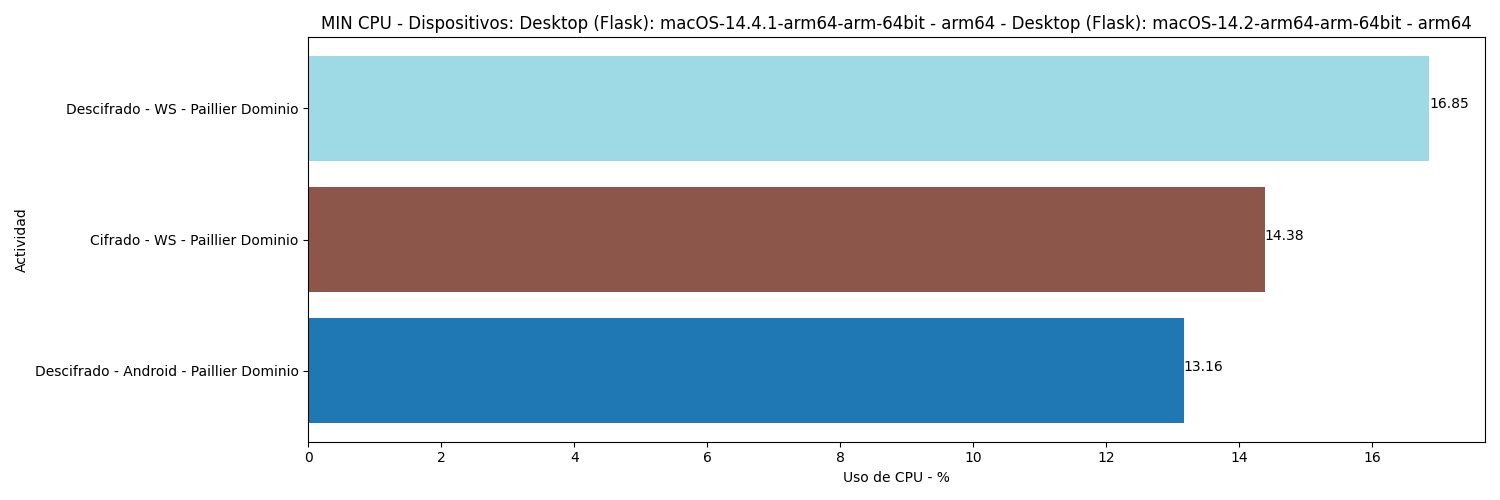 MIN CPU - Dispositivos: Desktop (Flask): macOS-14.4.1-arm64-arm-64bit - arm64 - Desktop (Flask): macOS-14.2-arm64-arm-64bit - arm64
Actividad
Descifrado - WS - Paillier Dominio
16.85
Cifrado - WS - Paillier Dominio
14.38
Descifrado - Android - Paillier Dominio
13.16
0 2 4 6 8 10 12 14 16
Uso de CPU - %